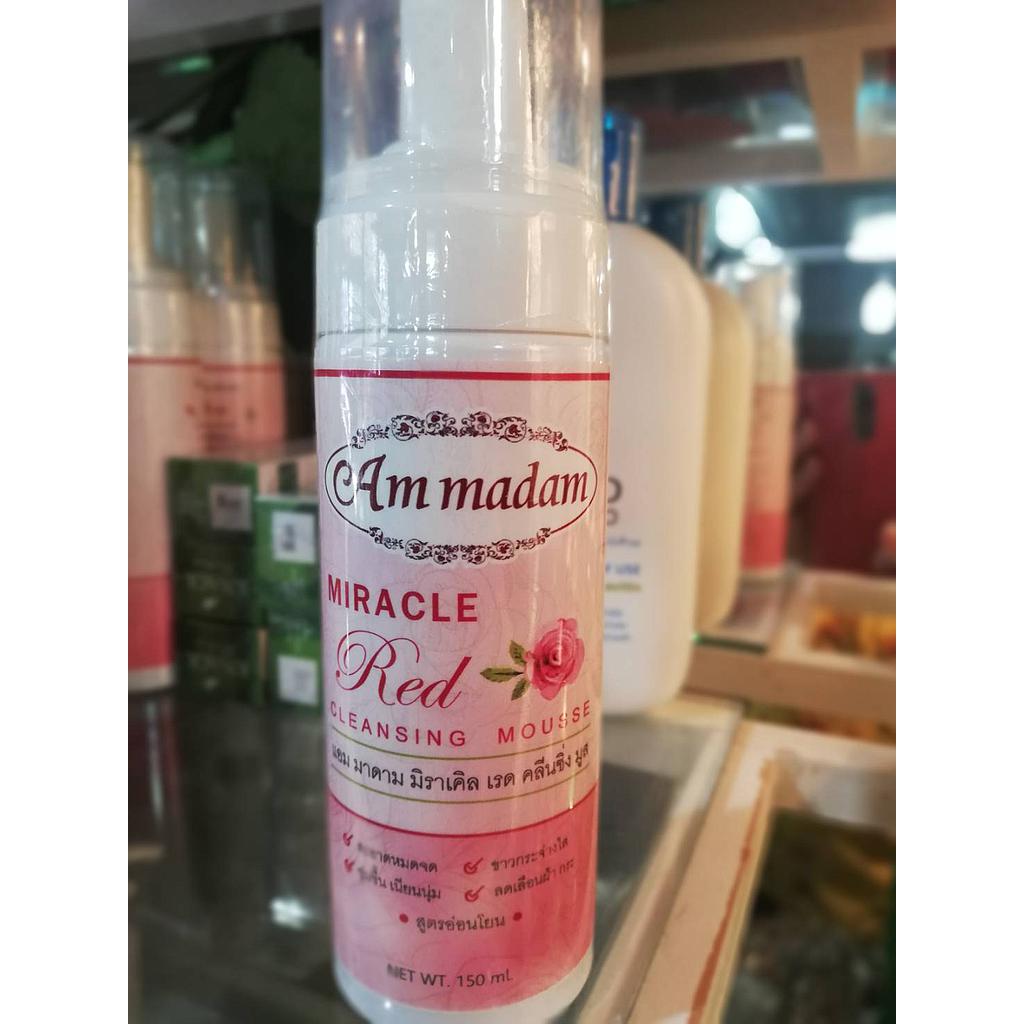 Am madam
MIRACLE
Red
CLEANSING MOUSSE
แอม มาดาม มิราเคิล เรด คลีนซิ่ง มูส
สะอาดหมดจด
ขาวกระจ่างใส
ชุ่มชื้น เนียนนุ่ม
ลดเลือนฝ้า กระ
• สูตรอ่อนโยน •
NET WT. 150 ml.
USE